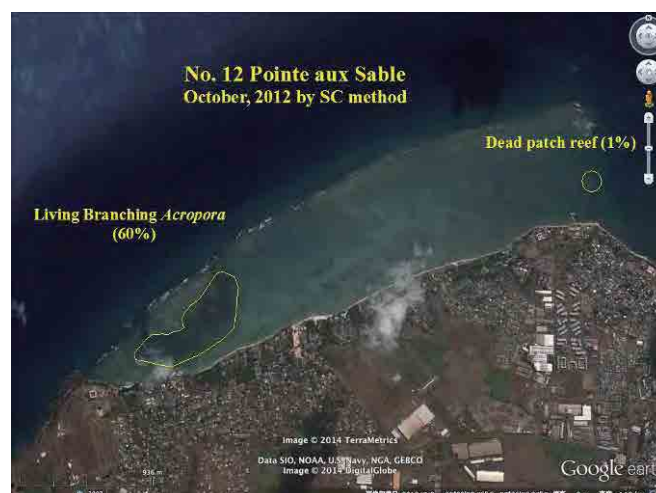 No. 12 Pointe aux Sable
October, 2012 by SC method
Dead patch reef (1%)
Living Branching Acropora
(60%)
Image © 2014 TerraMetrics
Data SIO, NOAA, U.S. Navy, NGA, GEBCO
Image © 2014 DigitalGlobe
936 m
Google eart